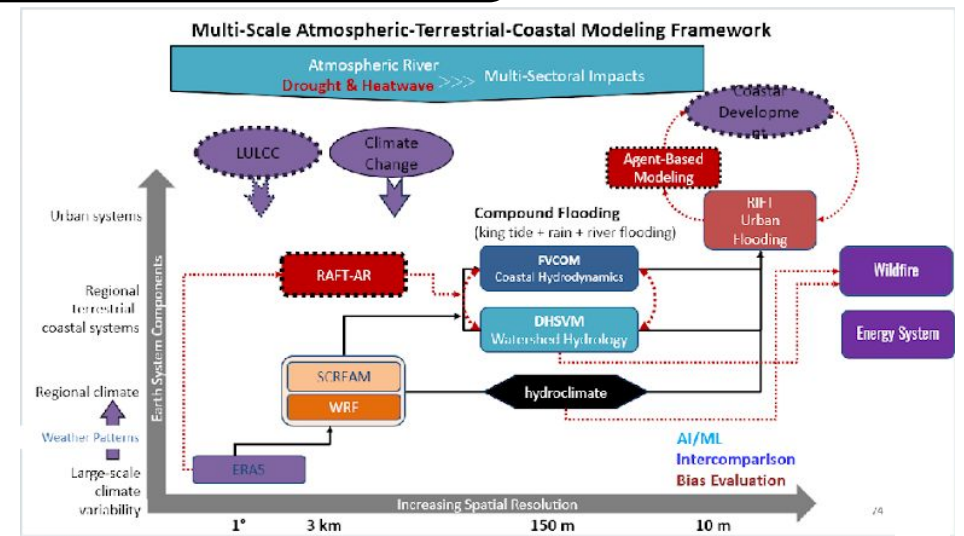 Multi-Scale Atmospheric-Terrestrial-Coastal Modeling Framework
Atmospheric River
Drought & Heatwave
>>>>
Multi-Sectoral Impacts
Coastal
Developme
nt
LULCC
Climate
Change
Agent-Based
Modeling
Urban systems
Compound Flooding
(king tide + rain + river flooding)
RIFT
Urban
Flooding
RAFT-AR
FVCOM
Coastal Hydrodynamics
Wildfire
Regional
terrestrial-
coastal systems
DHSVM
Watershed Hydrology
Energy System
Earth System Components
SCREAM
WRF
hydroclimate
Regional climate
Weather Patterns
AI/ML
Intercomparison
Bias Evaluation
ERA5
Large-scale
climate
variability
Increasing Spatial Resolution
1°
3 km
150 m
10 m